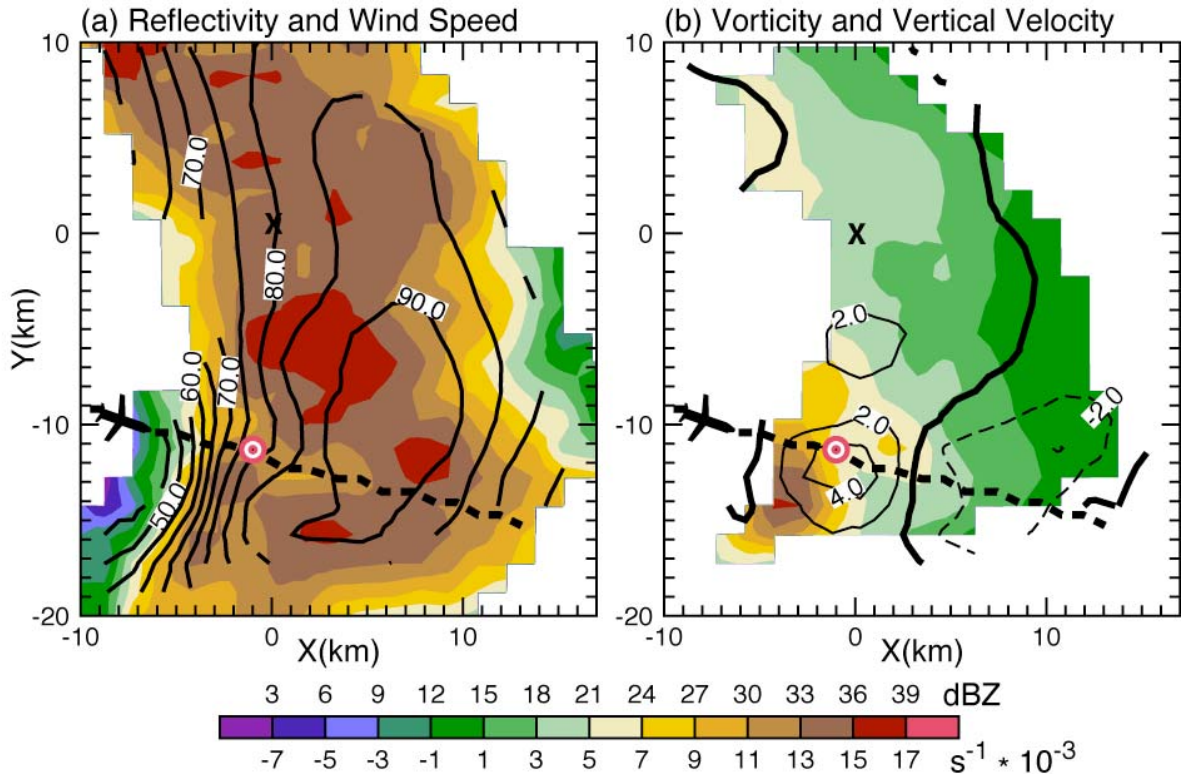 (a) Reflectivity and Wind Speed
(b) Vorticity and Vertical Velocity
10
0
-10
-20
Y(km)
70.0
X
80.0
90.0
60.0
70.0
50.0
-10
0
10
X(km)
10
0
-10
-20
X
2.0
2.0
-2.0
4.0
-10
0
10
X(km)
3 6 9 12 15 18 21 24 27 30 33 36 39 dBZ
-7 -5 -3 -1 1 3 5 7 9 11 13 15 17 s⁻¹ * 10⁻³